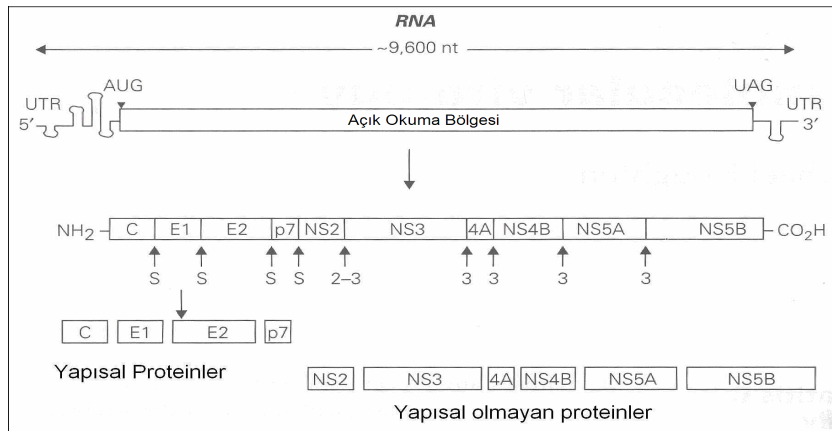 RNA
~9,600 nt
AUG
UAG
UTR
UTR
5′
Açık Okuma Bölgesi
3′
NH2 C E1 E2 p7 NS2 NS3 4A NS4B NS5A NS5B CO2H
S S S S 2–3 3 3 3 3
C E1 E2 p7
Yapısal Proteinler
NS2 NS3 4A NS4B NS5A NS5B
Yapısal olmayan proteinler